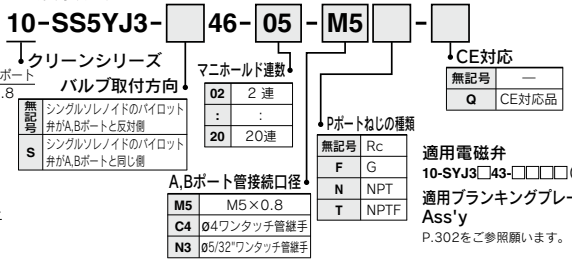 10-SS5YJ3-□46-05-M5□-□
クリーンシリーズ
ポート
.8
バルブ取付方向
無記号 シングルソレノイドのパイロット弁がA,Bポートと反対側
S シングルソレノイドのパイロット弁がA,Bポートと同じ側
マニホールド連数
02 2 連
: :
20 20連
A,Bポート管接続口径
M5 M5×0.8
C4 ø4ワンタッチ管継手
N3 ø5/32"ワンタッチ管継手
Pポートねじの種類
無記号 Rc
F G
N NPT
T NPTF
CE対応
無記号 —
Q CE対応品
適用電磁弁
10-SYJ3□43-□□□□
適用ブランキングプレー
Ass'y
P.302をご参照願います。